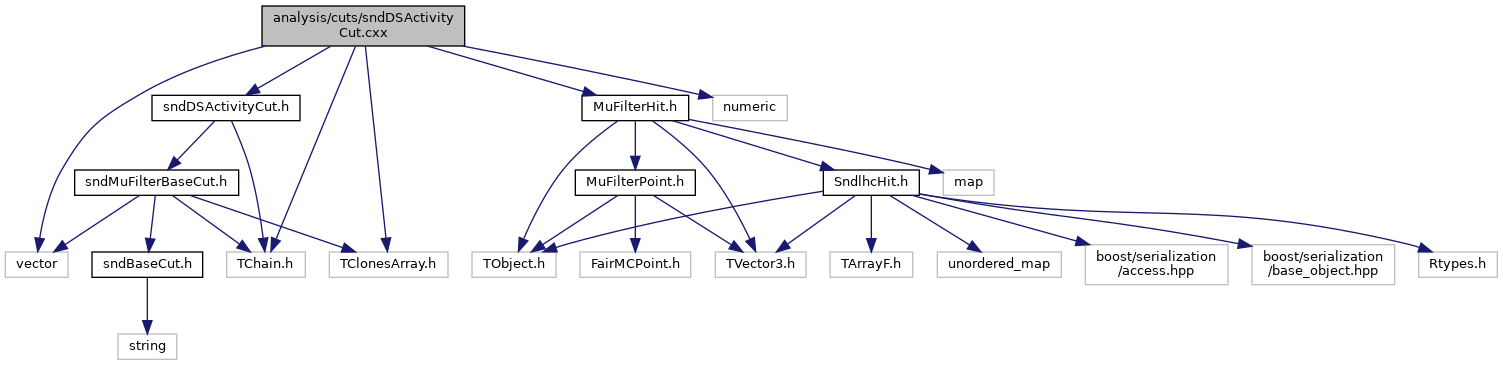 analysis/cuts/sndDSActivity
Cut.cxx
sndDSActivityCut.h
MuFilterHit.h
numeric
sndMuFilterBaseCut.h
MuFilterPoint.h
SndlhcHit.h
map
vector
sndBaseCut.h
TChain.h
TClonesArray.h
TObject.h
FairMCPoint.h
TVector3.h
TArrayF.h
unordered_map
boost/serialization
/access.hpp
boost/serialization
/base_object.hpp
Rtypes.h
string